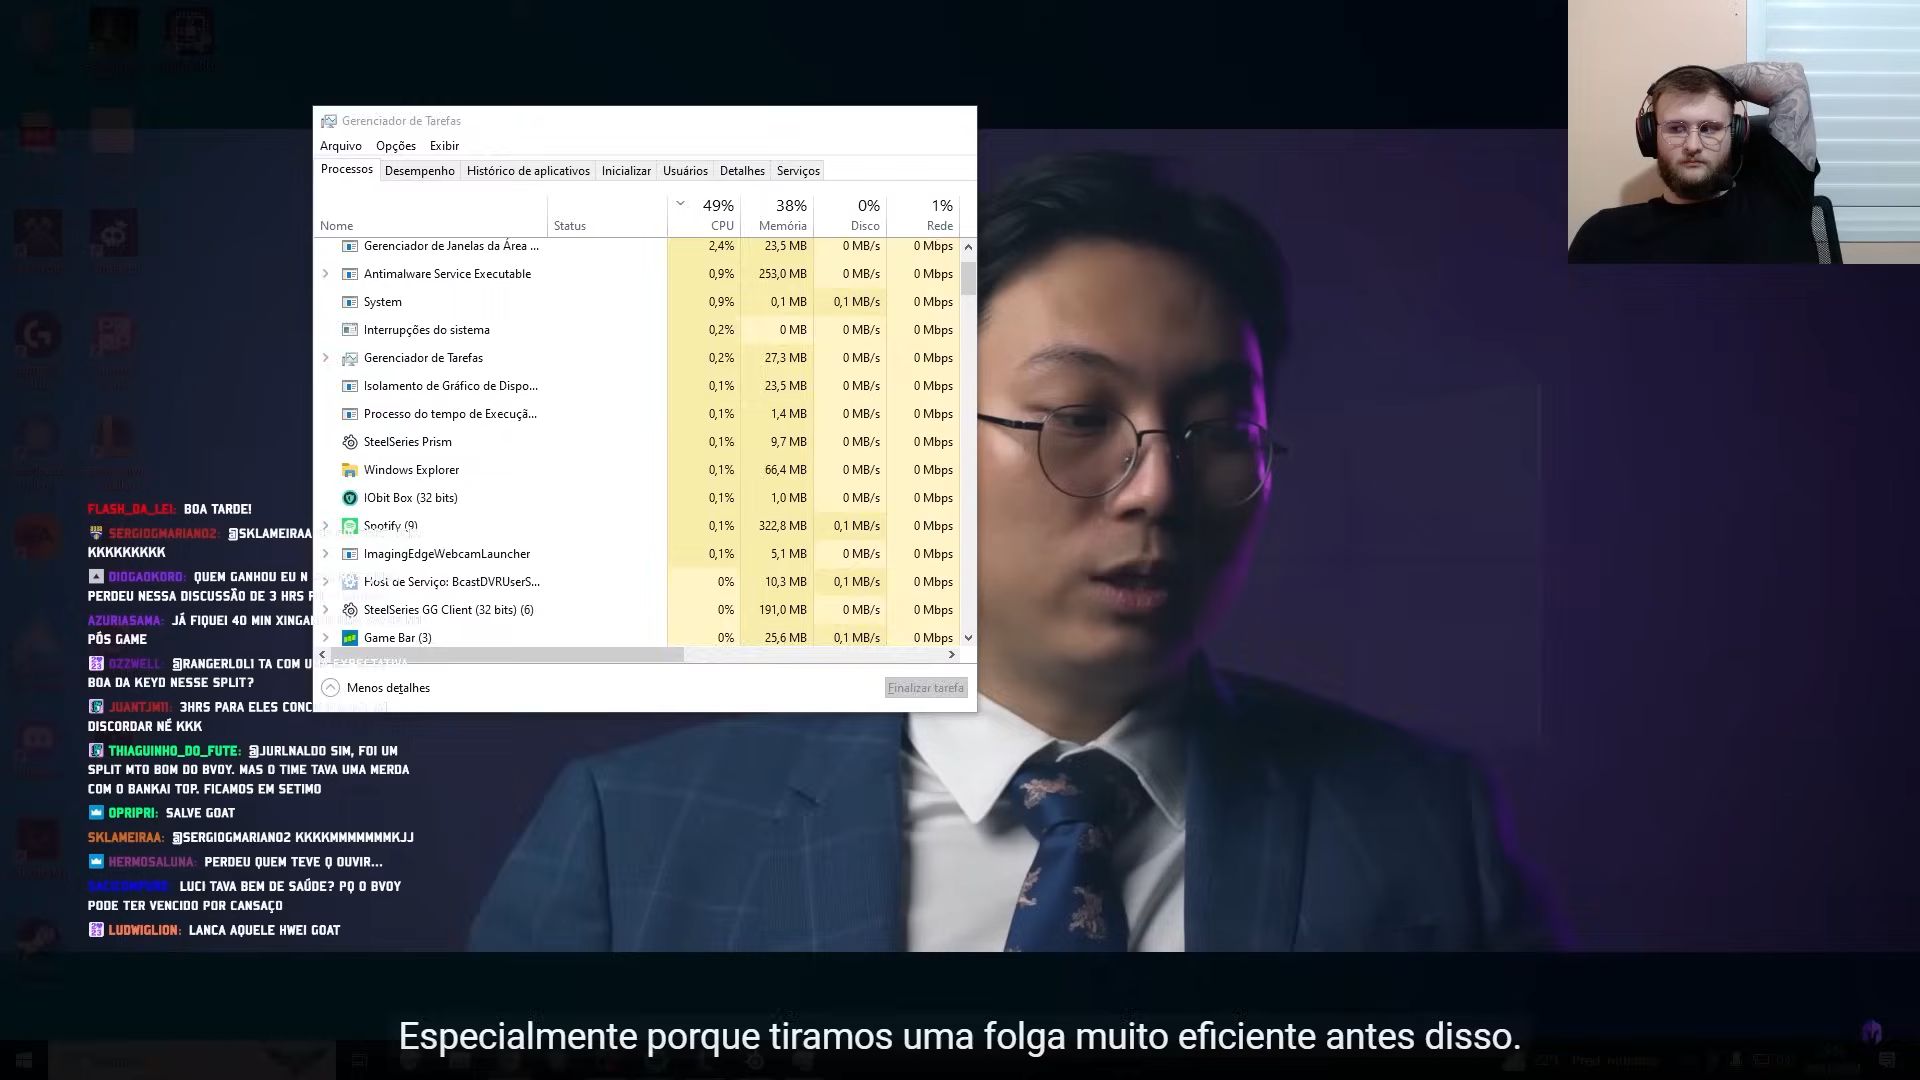 Gerenciador de Tarefas
Arquivo Opções Exibir
Processos Desempenho Histórico de aplicativos Inicializar Usuários Detalhes Serviços
49% 38% 0% 1%
Nome Status CPU Memória Disco Rede
Gerenciador de Janelas da Área ... 2,4% 23,5 MB 0 MB/s 0 Mbps
Antimalware Service Executable 0,9% 253,0 MB 0 MB/s 0 Mbps
System 0,9% 0,1 MB 0,1 MB/s 0 Mbps
Interrupções do sistema 0,2% 0 MB 0 MB/s 0 Mbps
Gerenciador de Tarefas 0,2% 27,3 MB 0 MB/s 0 Mbps
Isolamento de Gráfico de Dispo... 0,1% 23,5 MB 0 MB/s 0 Mbps
Processo do tempo de Execuçã... 0,1% 1,4 MB 0 MB/s 0 Mbps
SteelSeries Prism 0,1% 9,7 MB 0 MB/s 0 Mbps
Windows Explorer 0,1% 66,4 MB 0 MB/s 0 Mbps
IObit Box (32 bits) 0,1% 1,0 MB 0 MB/s 0 Mbps
Spotify (9) 0,1% 322,8 MB 0,1 MB/s 0 Mbps
ImagingEdgeWebcamLauncher 0,1% 5,1 MB 0 MB/s 0 Mbps
Host de Serviço: BcastDVRUserS... 0% 10,3 MB 0,1 MB/s 0 Mbps
SteelSeries GG Client (32 bits) (6) 0% 191,0 MB 0 MB/s 0 Mbps
Game Bar (3) 0% 25,6 MB 0,1 MB/s 0 Mbps
Menos detalhes Finalizar tarefa
FLASH_DA_LEI: BOA TARDE!
SERGIOGMARIANO2: @SKLAMEIRAA
KKKKKKKKK
DIOGAOKORO: QUEM GANHOU EU N
PERDEU NESSA DISCUSSÃO DE 3 HRS
AZURIASAMA: JÁ FIQUEI 40 MIN XINGA
PÓS GAME
OZZWELL: @RANGERLOLI TA COM U EXPECTATIVA
BOA DA KEYD NESSE SPLIT?
JUANTJM11: 3HRS PARA ELES CONC
DISCORDAR NÉ KKK
THIAGUINHO_DO_FUTE: @JURLNALDO SIM, FOI UM
SPLIT MTO BOM DO BVOY. MAS O TIME TAVA UMA MERDA
COM O BANKAI TOP. FICAMOS EM SETIMO
OPRIPRI: SALVE GOAT
SKLAMEIRAA: @SERGIOGMARIANO2 KKKKMMMMMMMKJJ
HERMOSALUNA: PERDEU QUEM TEVE Q OUVIR...
LUCI TAVA BEM DE SAÚDE? PQ O BVOY
PODE TER VENCIDO POR CANSAÇO
LUDWIGLION: LANCA AQUELE HWEI GOAT
Especialmente porque tiramos uma folga muito eficiente antes disso.